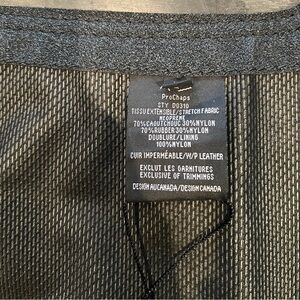 ProChaps
STY D0310
TISSU EXTENSIBLE/STRETCH FABRIC
NEOPRENE
70%CAOUTCHOUC 30%NYLON
70%RUBBER 30%NYLON
DOUBLURE/LINING
100%NYLON
CUIR IMPERMÉABLE/W/P LEATHER
EXCLUT LES GARNITURES
EXCLUSIVE OF TRIMMINGS
DESIGN AU CANADA/DESIGN CANADA